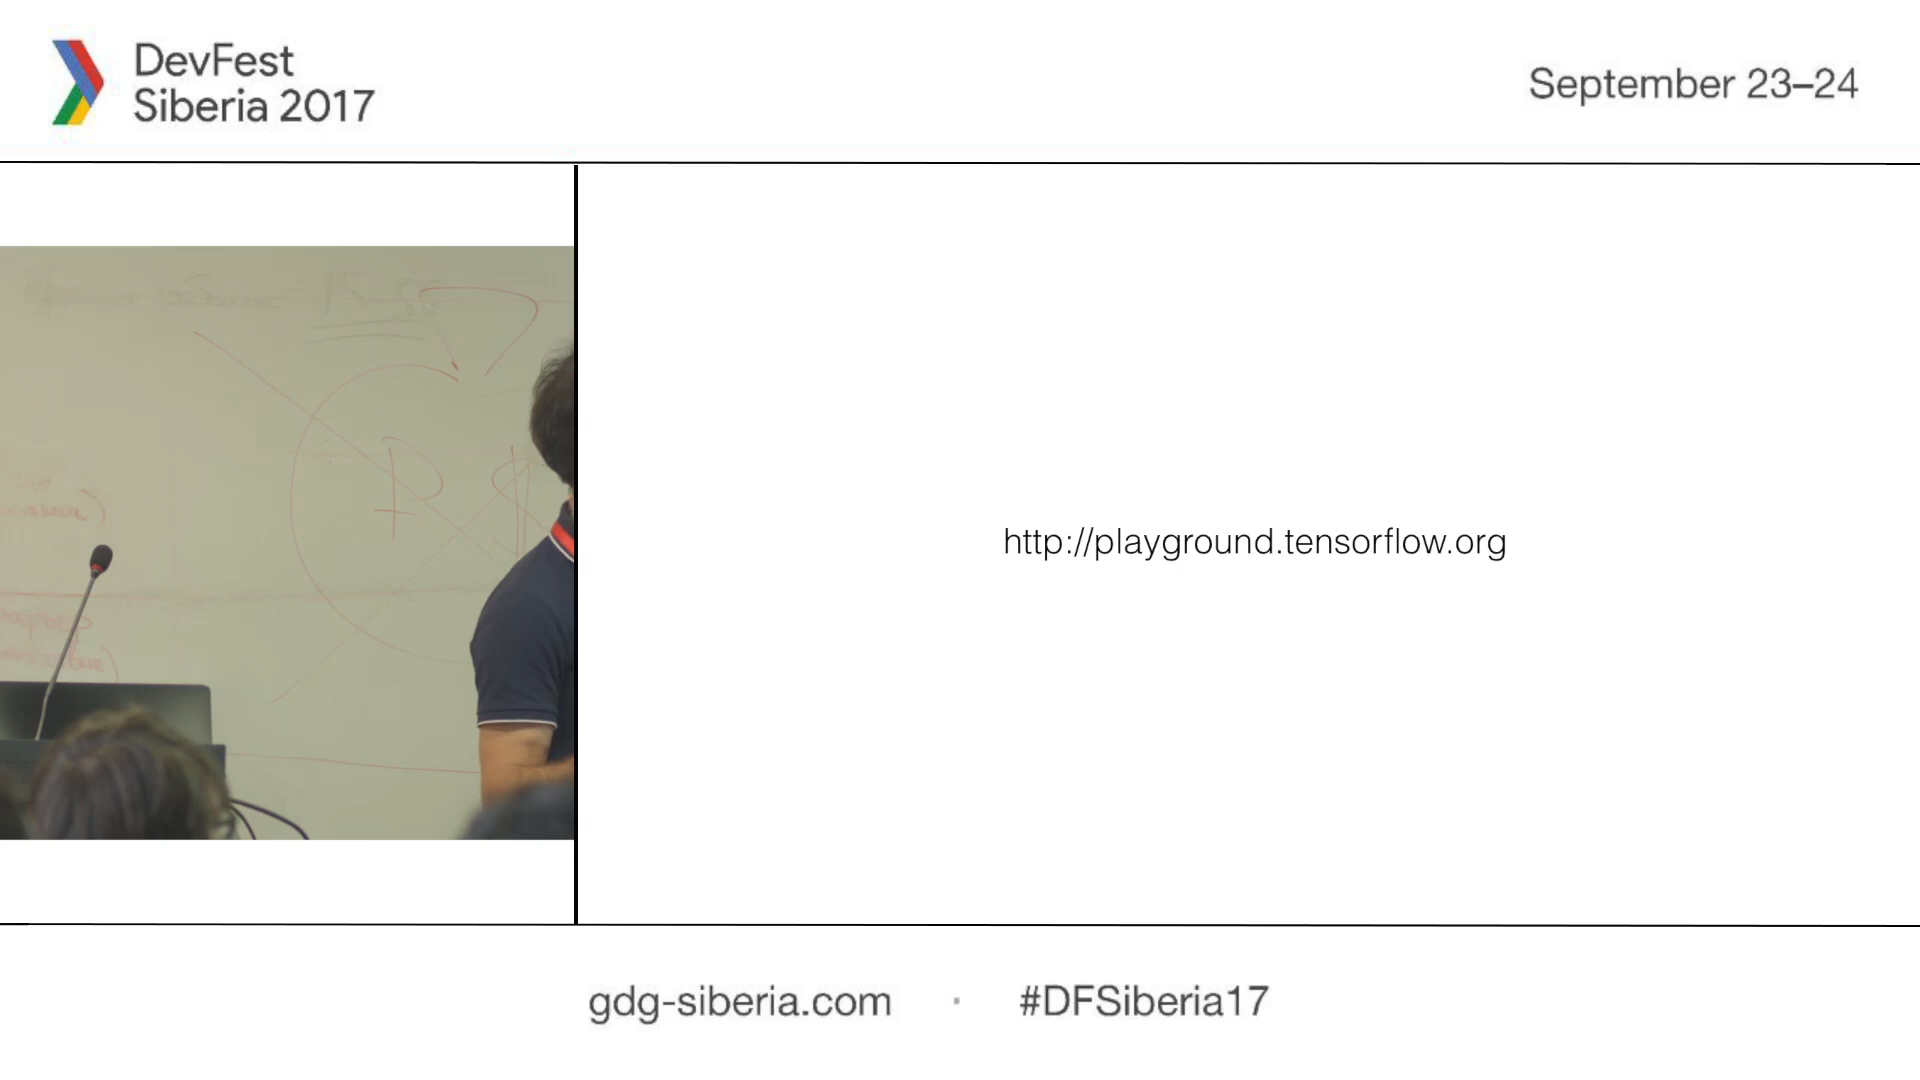 DevFest
Siberia 2017
September 23–24
http://playground.tensorflow.org
gdg-siberia.com · #DFSiberia17